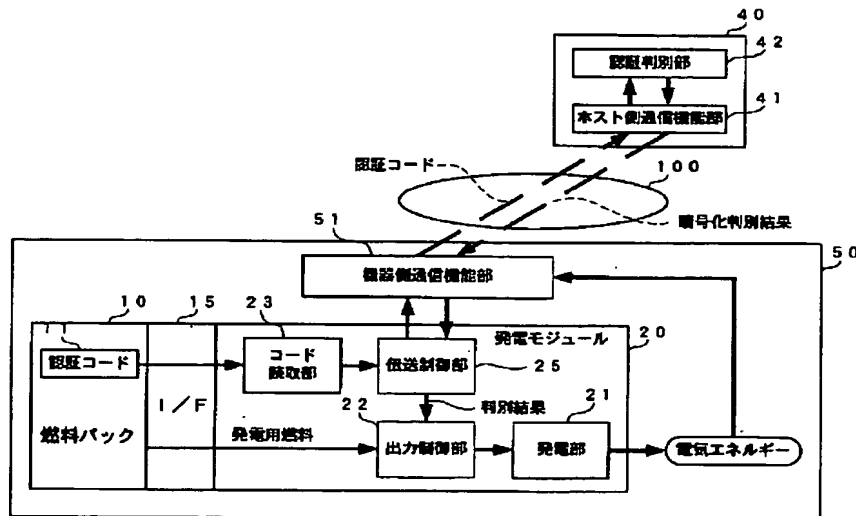 40
42
認証判別部
41
ホスト側通信機能部
認証コード
100
暗号化判別結果
51
50
機器側通信機能部
10
15
23
発電モジュール
20
認証コード
コード
読取部
伝送制御部
25
I/F
22
判別結果
21
燃料パック
発電用燃料
出力制御部
発電部
電気エネルギー